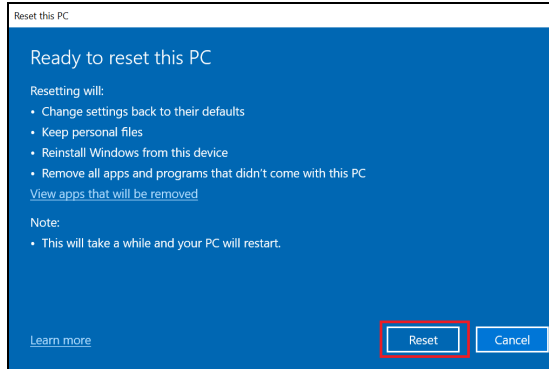 Reset this PC
Ready to reset this PC
Resetting will:
• Change settings back to their defaults
• Keep personal files
• Reinstall Windows from this device
• Remove all apps and programs that didn't come with this PC
View apps that will be removed
Note:
• This will take a while and your PC will restart.
Learn more
Reset
Cancel